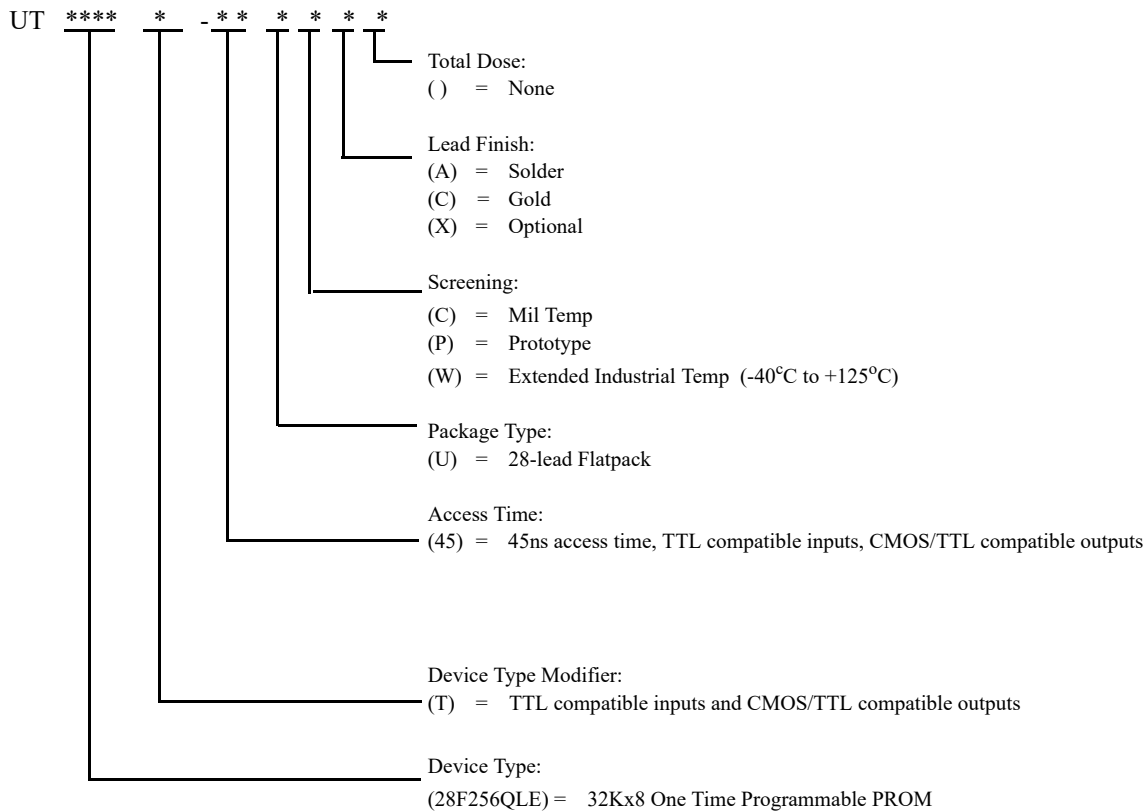 UT **** * - * * * * * *
Total Dose:
( ) = None
Lead Finish:
(A) = Solder
(C) = Gold
(X) = Optional
Screening:
(C) = Mil Temp
(P) = Prototype
(W) = Extended Industrial Temp (-40ᶜC to +125ᴼC)
Package Type:
(U) = 28-lead Flatpack
Access Time:
(45) = 45ns access time, TTL compatible inputs, CMOS/TTL compatible outputs
Device Type Modifier:
(T) = TTL compatible inputs and CMOS/TTL compatible outputs
Device Type:
(28F256QLE) = 32Kx8 One Time Programmable PROM